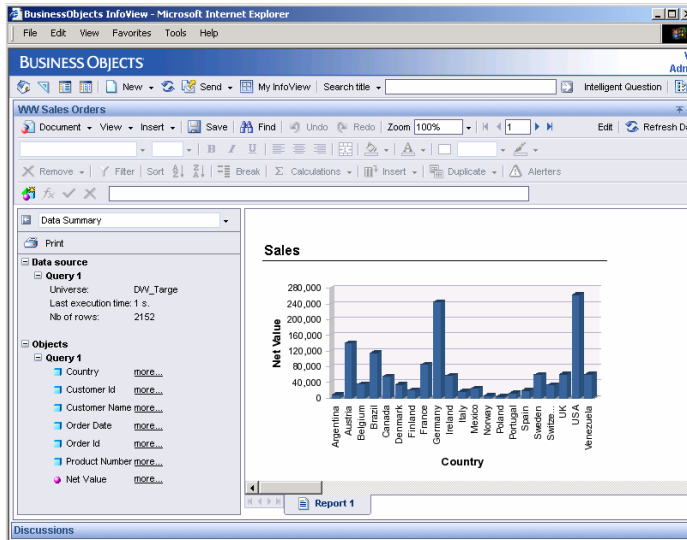 BusinessObjects InfoView - Microsoft Internet Explorer
File Edit View Favorites Tools Help
BUSINESS OBJECTS
Adm
New Send My InfoView Search title Intelligent Question
WW Sales Orders
Document View Insert Save Find Undo Redo Zoom 100% 1 Edit Refresh Da
B I U A
Remove Filter Sort Break Σ Calculations Insert Duplicate Alerters
fx
Data Summary
Print
Data source
Query 1
Universe: DW_Targe
Last execution time: 1 s.
Nb of rows: 2152
Objects
Query 1
Country more...
Customer Id more...
Customer Name more...
Order Date more...
Order Id more...
Product Number more...
Net Value more...
Sales
280,000
240,000
200,000
160,000
120,000
80,000
40,000
0
Net Value
Argentina
Austria
Belgium
Brazil
Canada
Denmark
Finland
France
Germany
Ireland
Italy
Mexico
Norway
Poland
Portugal
Spain
Sweden
Switze...
UK
USA
Venezuela
Country
Report 1
Discussions